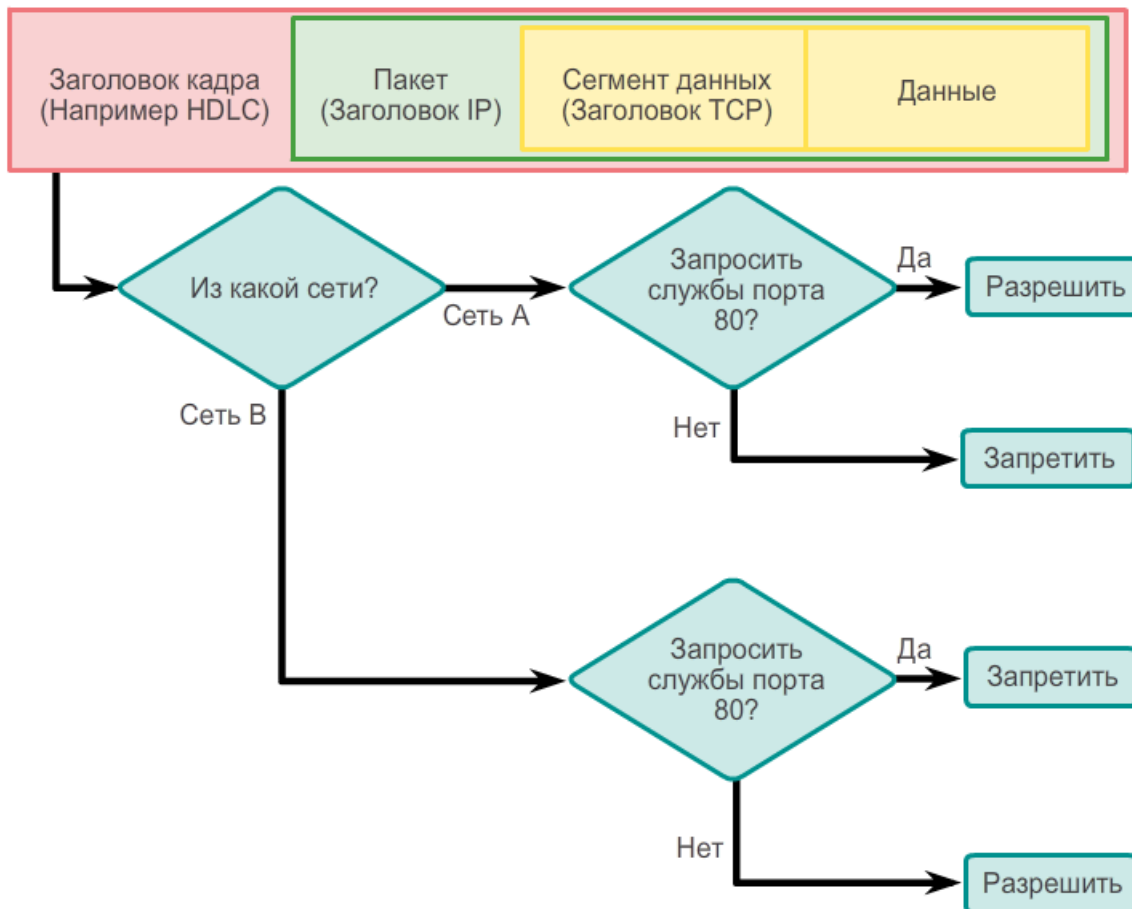 Заголовок кадра
(Например HDLC)
Пакет
(Заголовок IP)
Сегмент данных
(Заголовок TCP)
Данные
Из какой сети?
Сеть A
Запросить
службы порта
80?
Да
Разрешить
Нет
Запретить
Сеть B
Запросить
службы порта
80?
Да
Запретить
Нет
Разрешить